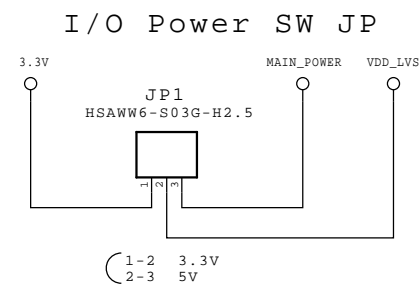 I/O Power SW JP
3.3V MAIN_POWER VDD_LVS
JP1
HSAWW6-S03G-H2.5
1 2 3
1-2 3.3V
2-3 5V